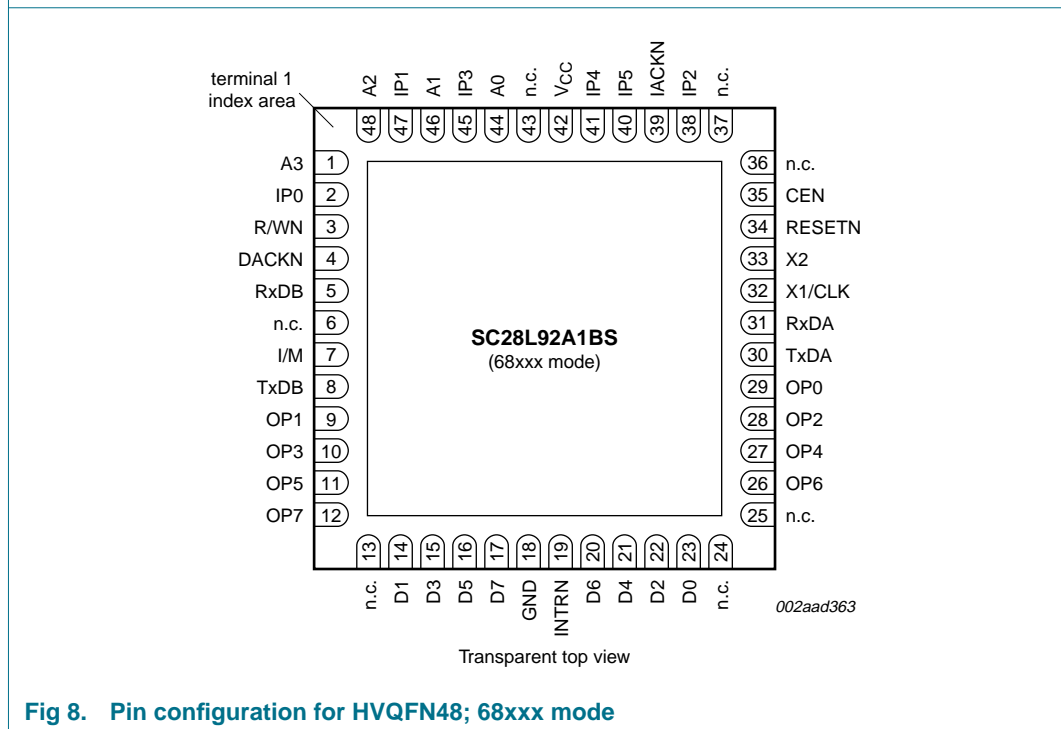 terminal 1
index area
A2
IP1
A1
IP3
A0
n.c.
VCC
IP4
IP5
IACKN
IP2
n.c.
48
47
46
45
44
43
42
41
40
39
38
37
A3 1
IP0 2
R/WN 3
DACKN 4
RxDB 5
n.c. 6
I/M 7
TxDB 8
OP1 9
OP3 10
OP5 11
OP7 12
SC28L92A1BS
(68xxx mode)
36 n.c.
35 CEN
34 RESETN
33 X2
32 X1/CLK
31 RxDA
30 TxDA
29 OP0
28 OP2
27 OP4
26 OP6
25 n.c.
13
14
15
16
17
18
19
20
21
22
23
24
n.c.
D1
D3
D5
D7
GND
INTRN
D6
D4
D2
D0
n.c.
002aad363
Transparent top view
Fig 8. Pin configuration for HVQFN48; 68xxx mode